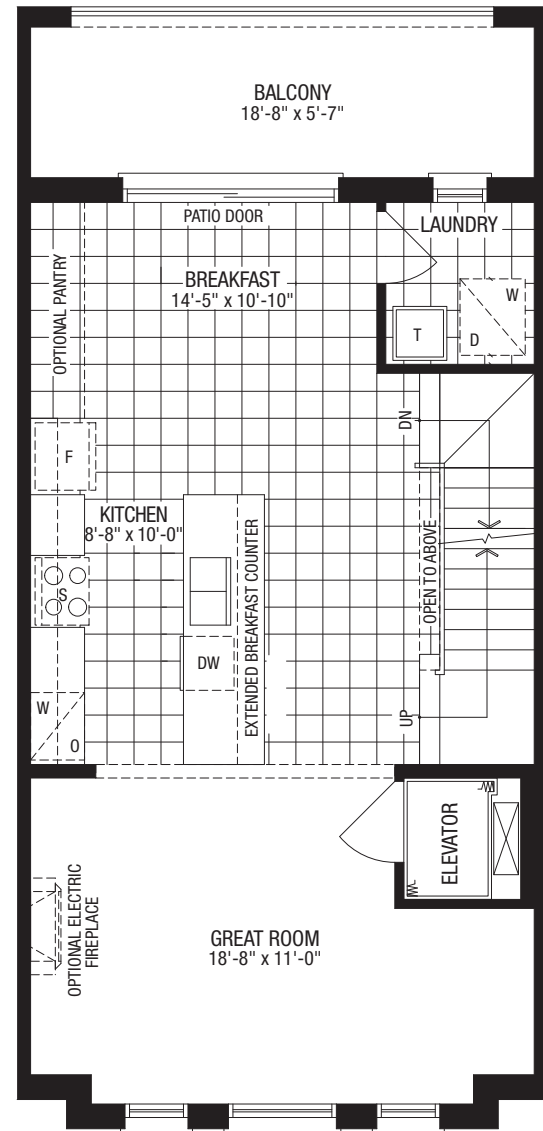 BALCONY
18'-8" x 5'-7"
PATIO DOOR
LAUNDRY
BREAKFAST
14'-5" x 10'-10"
OPTIONAL PANTRY
W
T
D
DN
F
KITCHEN
8'-8" x 10'-0"
OPEN TO ABOVE
EXTENDED BREAKFAST COUNTER
S
DW
W
O
UP
ELEVATOR
OPTIONAL ELECTRIC
FIREPLACE
GREAT ROOM
18'-8" x 11'-0"